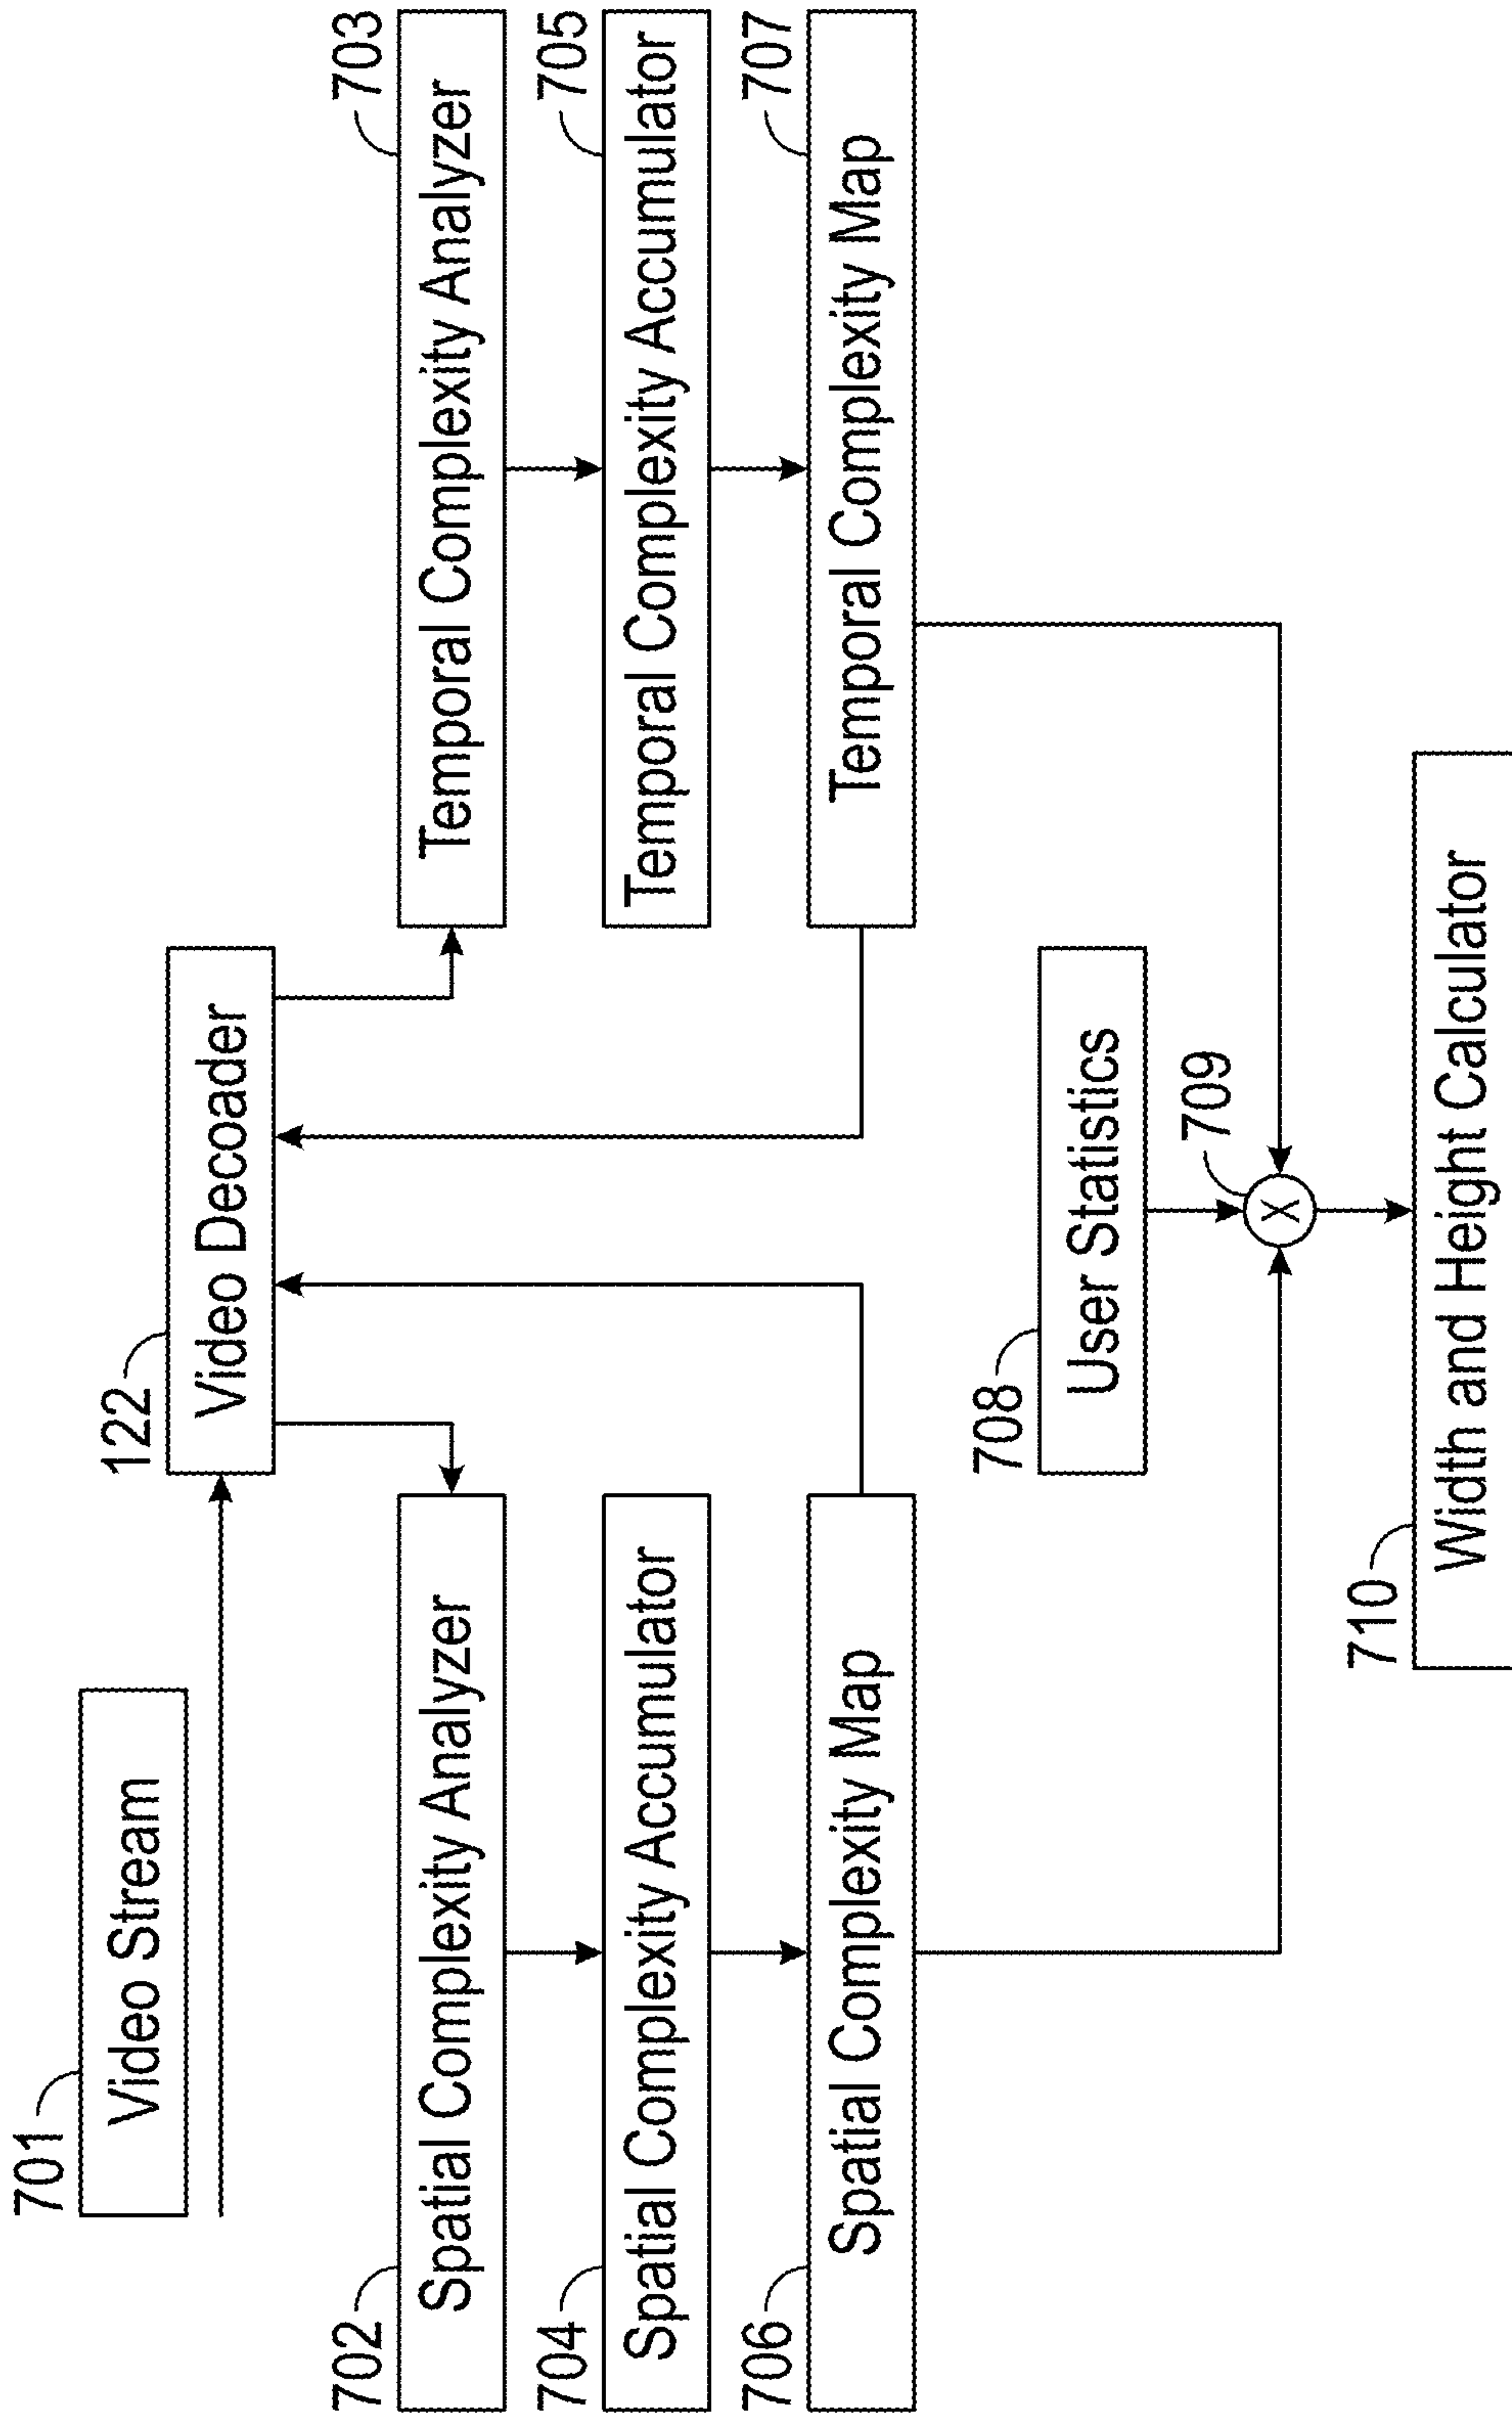 701
Video Stream
122
Video Decoader
702
Spatial Complexity Analyzer
703
Temporal Complexity Analyzer
704
Spatial Complexity Accumulator
705
Temporal Complexity Accumulator
706
Spatial Complexity Map
707
Temporal Complexity Map
708
User Statistics
709
X
710
Width and Height Calculator